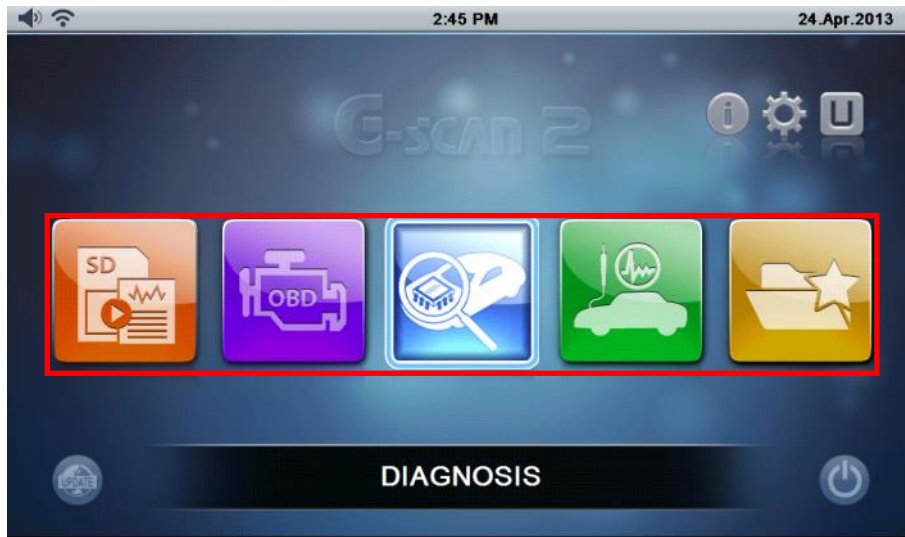 2:45 PM
24.Apr.2013
G-scan 2
i
U
SD
OBD
DIAGNOSIS
UPDATE